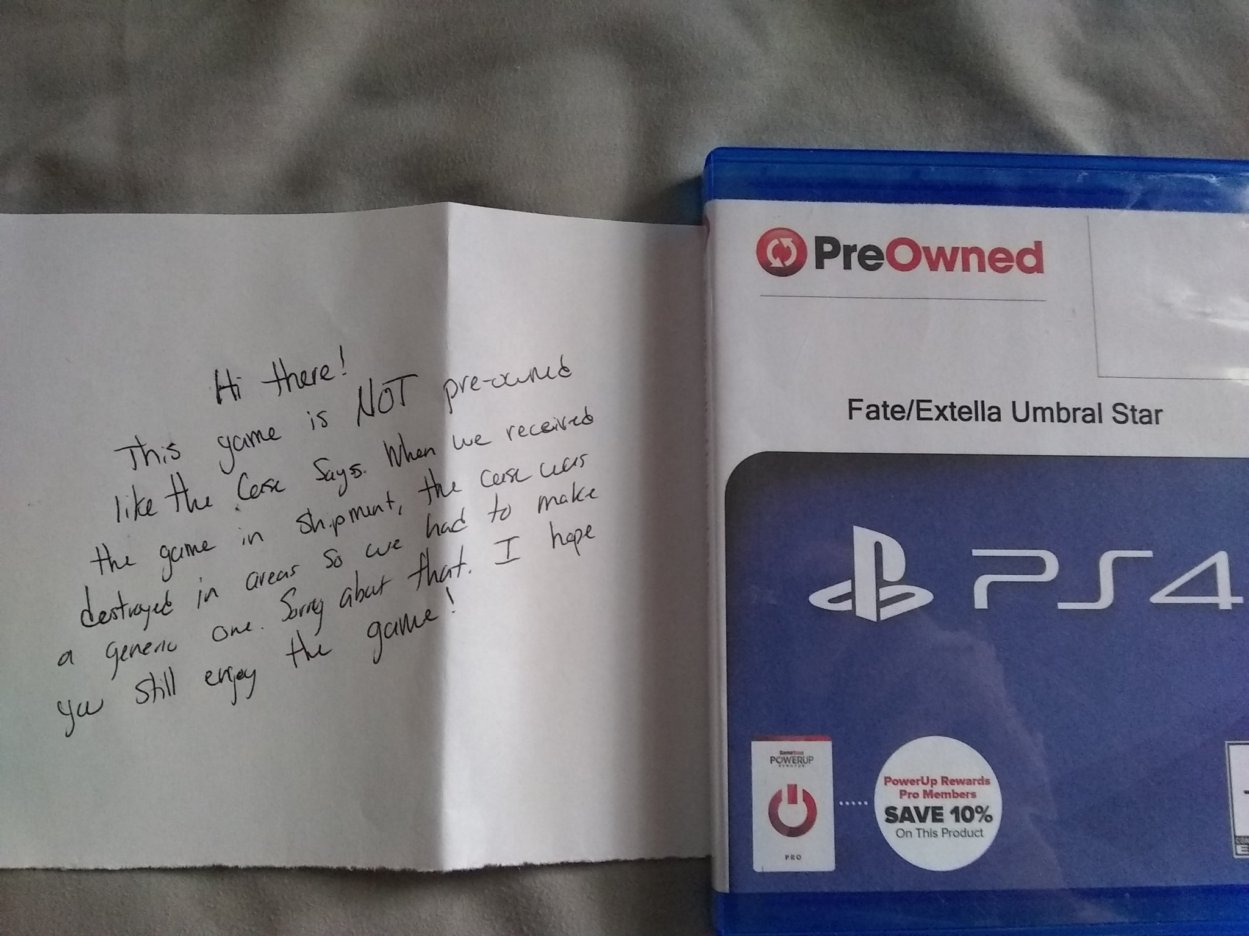 Hi there!
This game is NOT pre-owned
like the Case Says. When we received
the game in shipment, the case was
destroyed in areas so we had to make
a generic one. Sorry about that. I hope
you still enjoy the game!
PreOwned
Fate/Extella Umbral Star
PS4
GameStop
POWERUP
REWARDS
PRO
PowerUp Rewards
Pro Members
SAVE 10%
On This Product